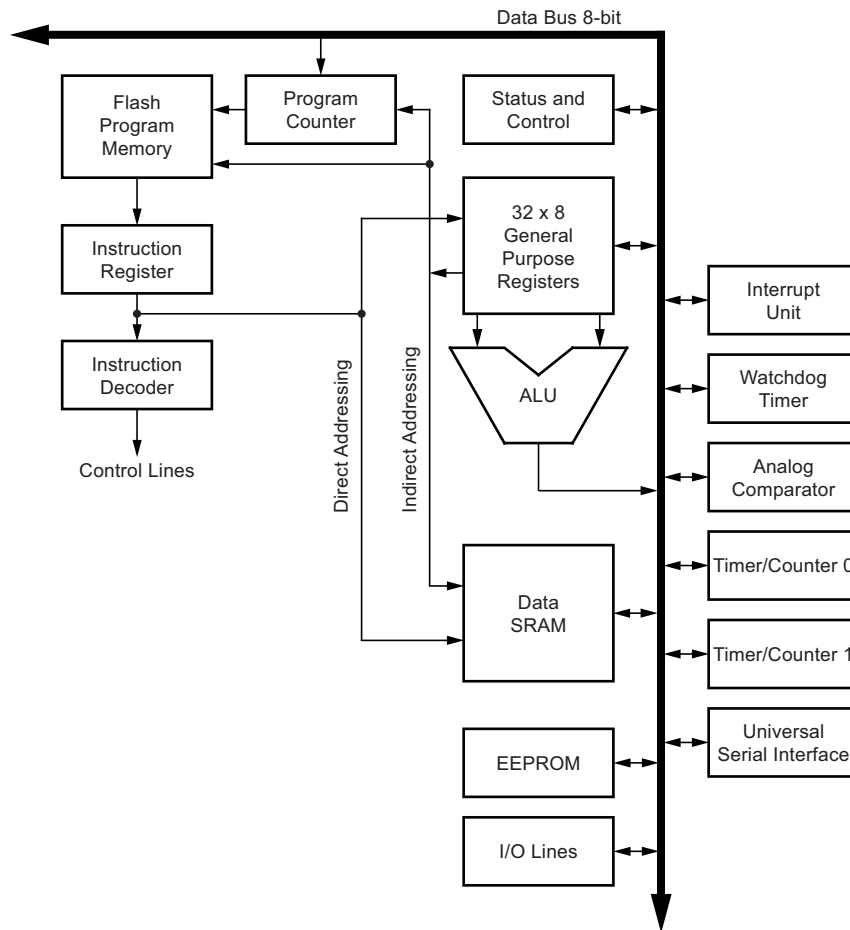 Data Bus 8-bit
Flash
Program
Memory
Program
Counter
Status and
Control
32 x 8
General
Purpose
Registers
Instruction
Register
Interrupt
Unit
Instruction
Decoder
ALU
Watchdog
Timer
Direct Addressing
Indirect Addressing
Control Lines
Analog
Comparator
Timer/Counter 0
Data
SRAM
Timer/Counter 1
Universal
Serial Interface
EEPROM
I/O Lines